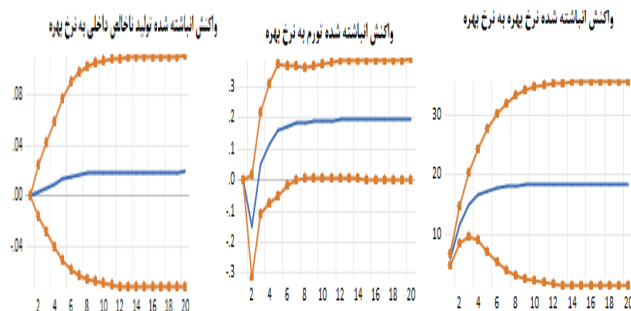 واکنش انباشته شده نرخ بهره به نرخ بهره
واکنش انباشته شده تورم به نرخ بهره
واکنش انباشته شده تولید ناخالص داخلی به نرخ بهره
30
20
10
2 4 6 8 10 12 14 16 18 20
.3
.2
.1
.0
-.1
-.2
-.3
2 4 6 8 10 12 14 16 18 20
.08
.04
.00
-.04
2 4 6 8 10 12 14 16 18 20